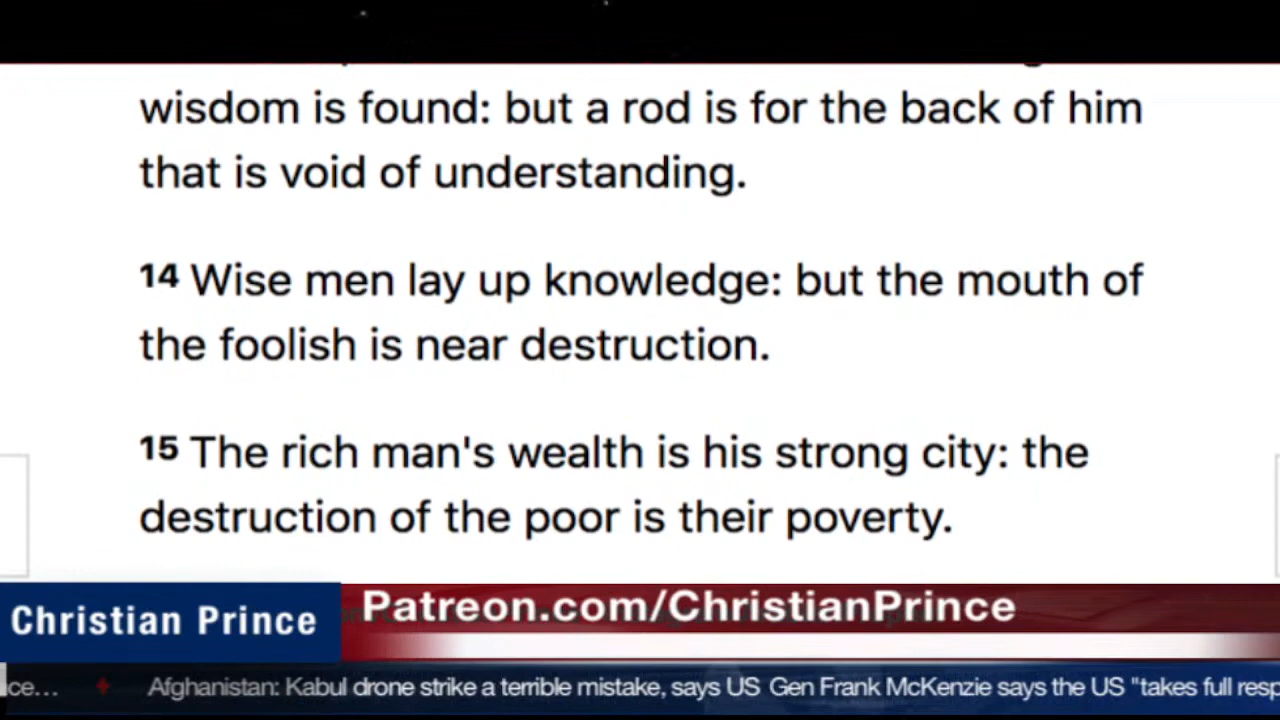 wisdom is found: but a rod is for the back of him
that is void of understanding.
14 Wise men lay up knowledge: but the mouth of
the foolish is near destruction.
15 The rich man's wealth is his strong city: the
destruction of the poor is their poverty.
Christian Prince
Patreon.com/ChristianPrince
ce... Afghanistan: Kabul drone strike a terrible mistake, says US Gen Frank McKenzie says the US "takes full resp